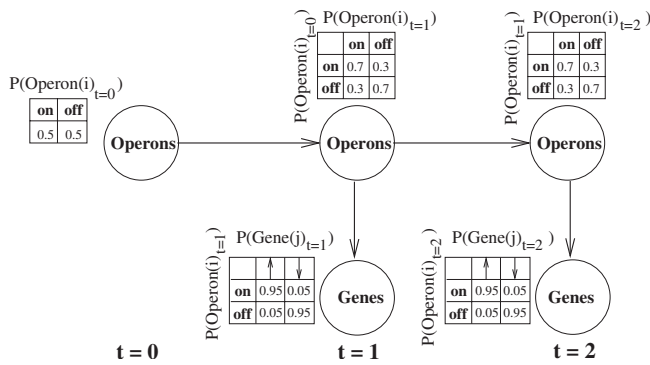 P(Operon(i)t=0)
on off
0.5 0.5
Operons
P(Operon(i)t=0)
P(Operon(i)t=1)
on off
on 0.7 0.3
off 0.3 0.7
Operons
P(Operon(i)t=1)
P(Operon(i)t=2)
on off
on 0.7 0.3
off 0.3 0.7
Operons
P(Operon(i)t=1)
P(Gene(j)t=1)
↑ ↓
on 0.95 0.05
off 0.05 0.95
Genes
P(Operon(i)t=2)
P(Gene(j)t=2)
↑ ↓
on 0.95 0.05
off 0.05 0.95
Genes
t = 0
t = 1
t = 2